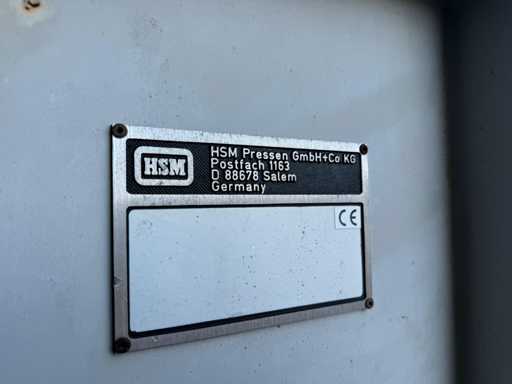 HSM
HSM Pressen GmbH+Co KG
Postfach 1163
D 88678 Salem
Germany
CE